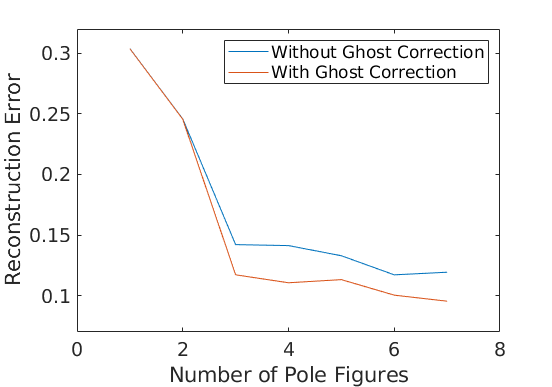 Without Ghost Correction
With Ghost Correction
0.3
0.25
0.2
0.15
0.1
Reconstruction Error
0 2 4 6 8
Number of Pole Figures